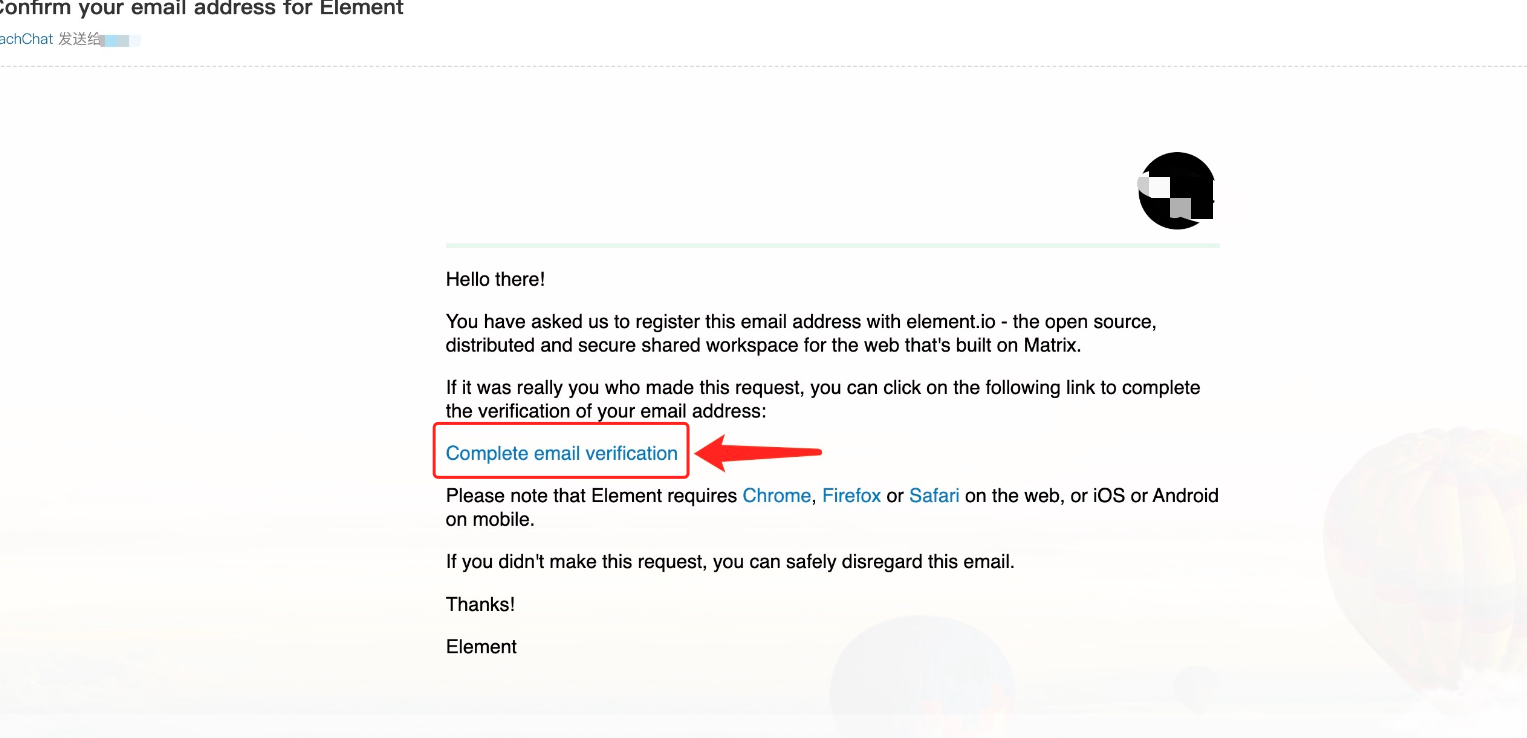 Confirm your email address for Element
achChat 发送给
Hello there!
You have asked us to register this email address with element.io - the open source,
distributed and secure shared workspace for the web that's built on Matrix.
If it was really you who made this request, you can click on the following link to complete
the verification of your email address:
Complete email verification
Please note that Element requires Chrome, Firefox or Safari on the web, or iOS or Android
on mobile.
If you didn't make this request, you can safely disregard this email.
Thanks!
Element